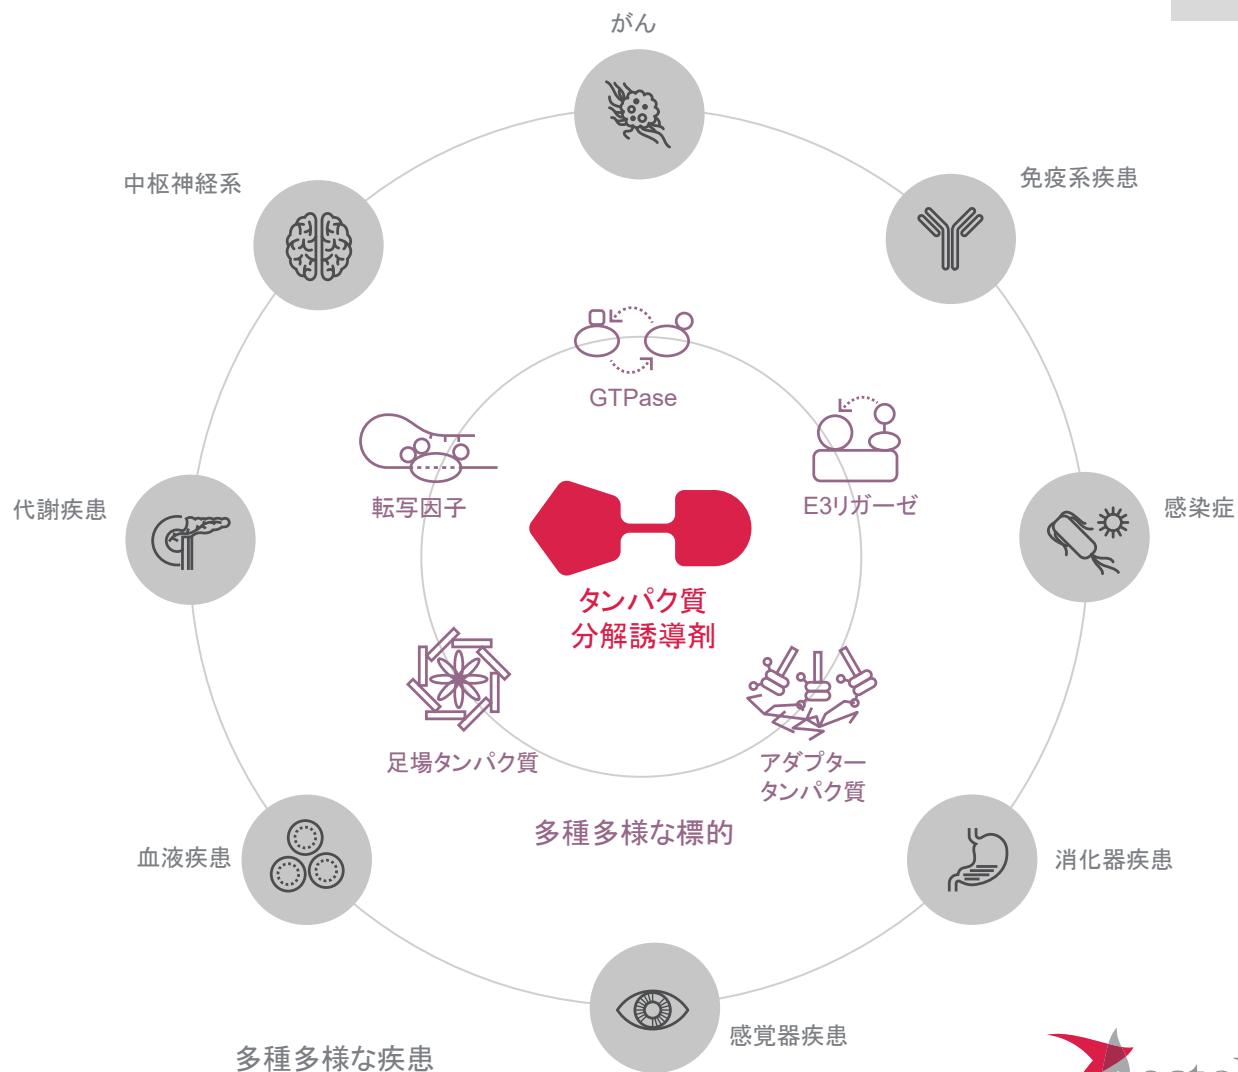 がん
中枢神経系
免疫系疾患
GTPase
転写因子
E3リガーゼ
代謝疾患
感染症
タンパク質
分解誘導剤
足場タンパク質
アダプター
タンパク質
多種多様な標的
血液疾患
消化器疾患
感覚器疾患
多種多様な疾患